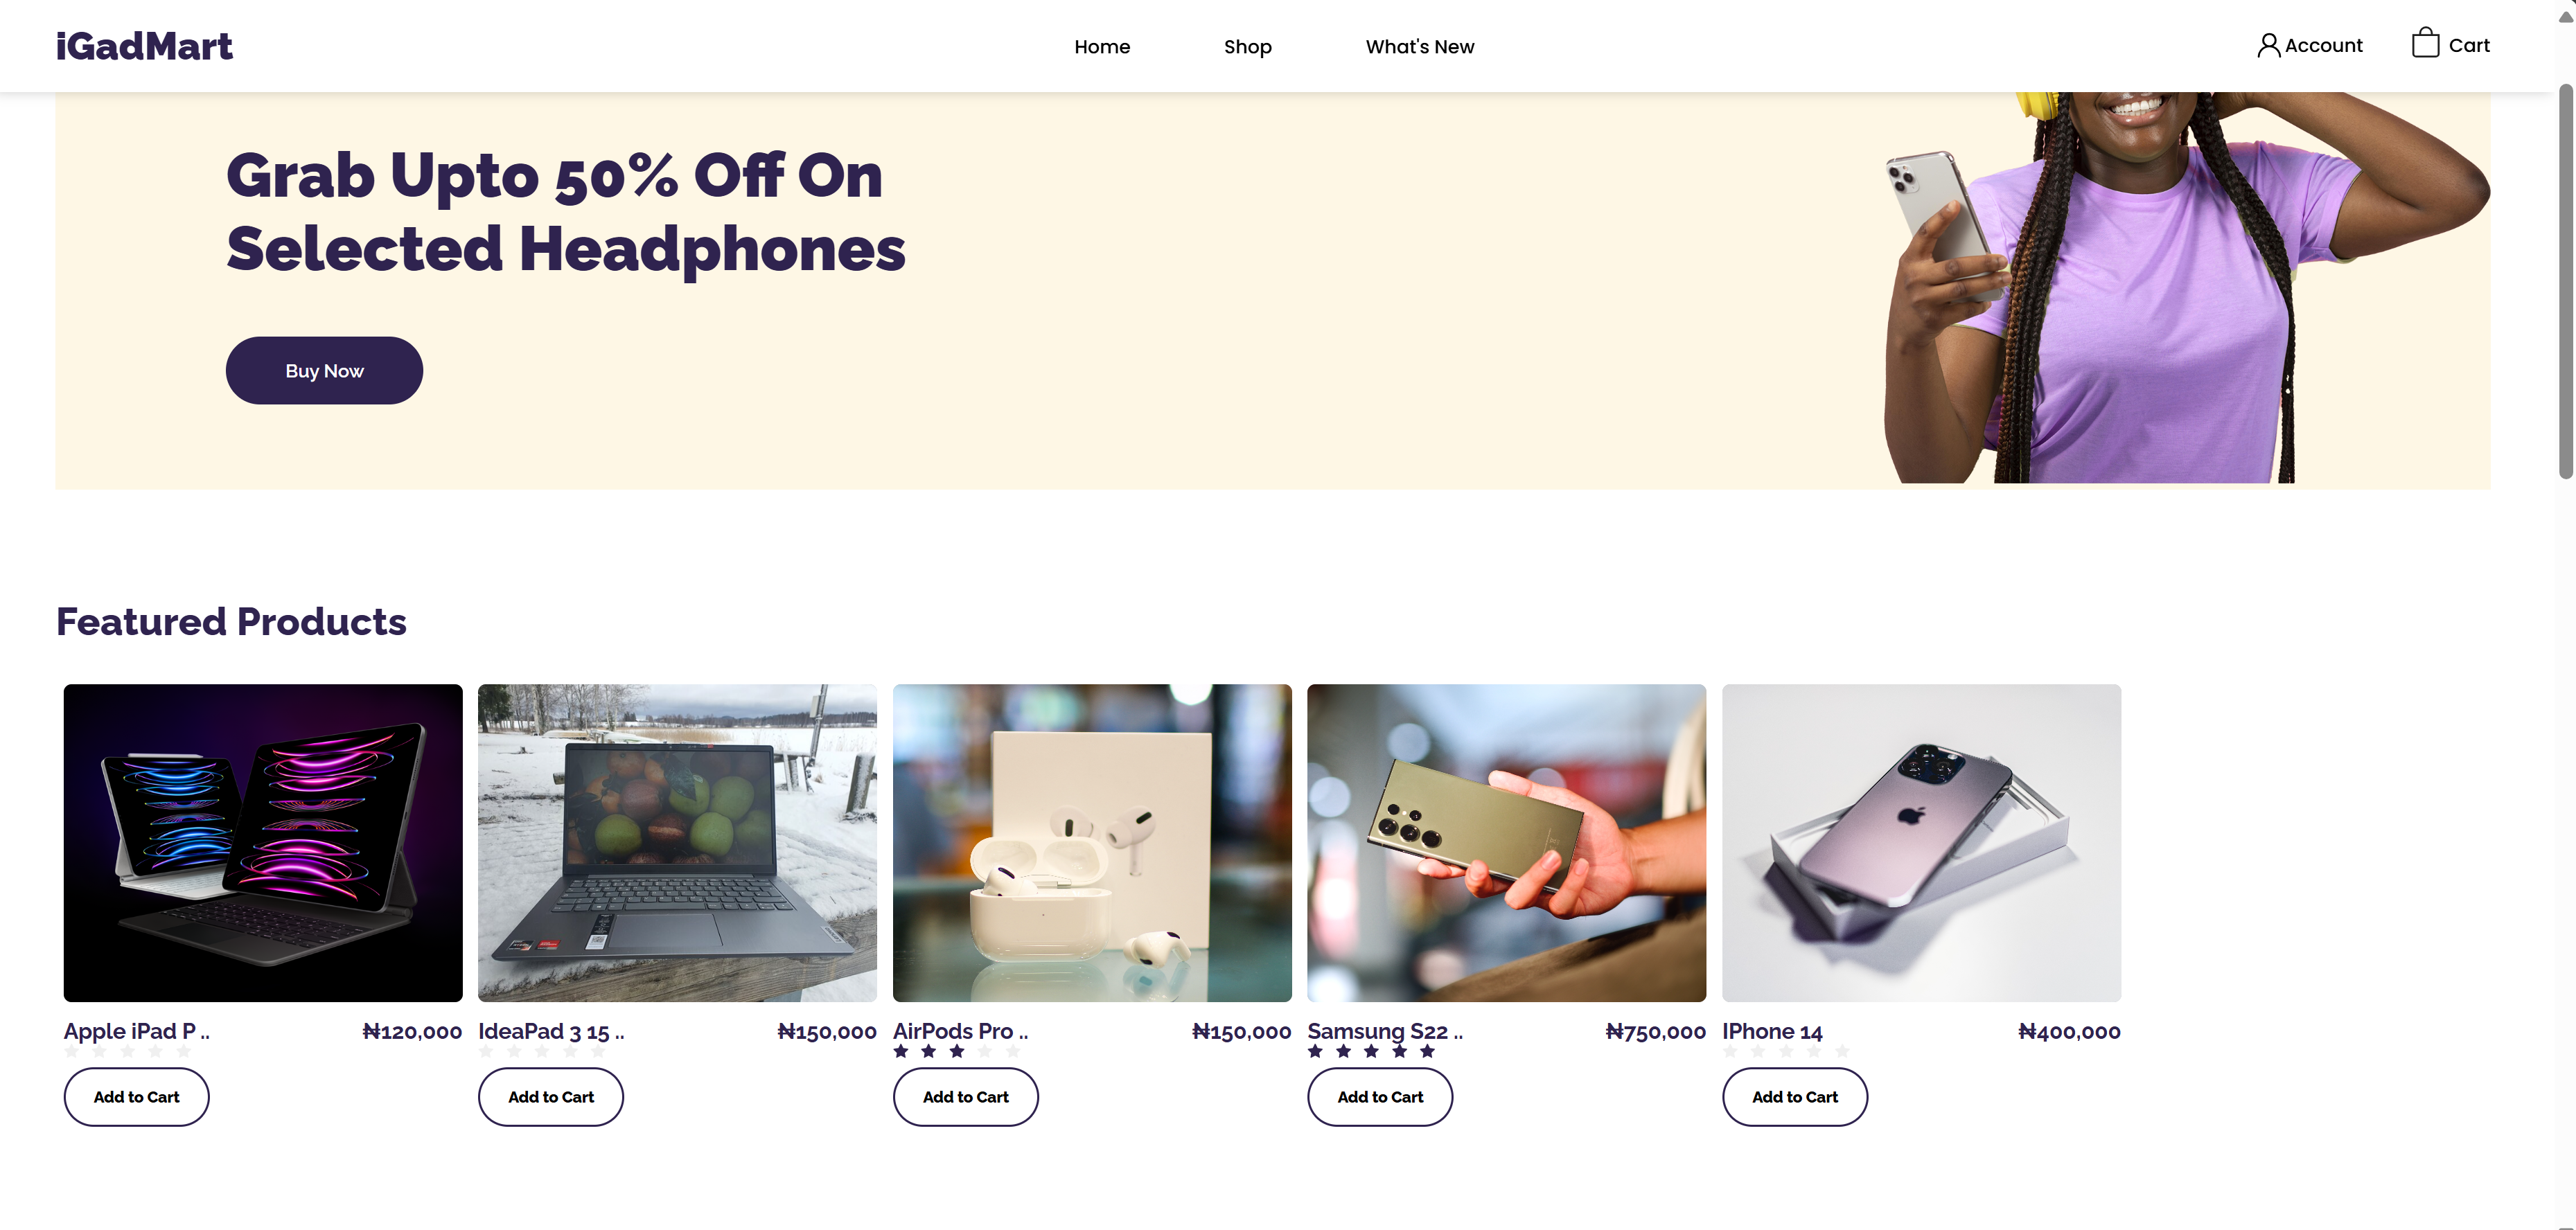 iGadMart
Home Shop What's New
Account Cart
Grab Upto 50% Off On
Selected Headphones
Buy Now
Featured Products
Apple iPad P .. ₦120,000
Add to Cart
IdeaPad 3 15 .. ₦150,000
Add to Cart
AirPods Pro .. ₦150,000
Add to Cart
Samsung S22 .. ₦750,000
Add to Cart
IPhone 14 ₦400,000
Add to Cart